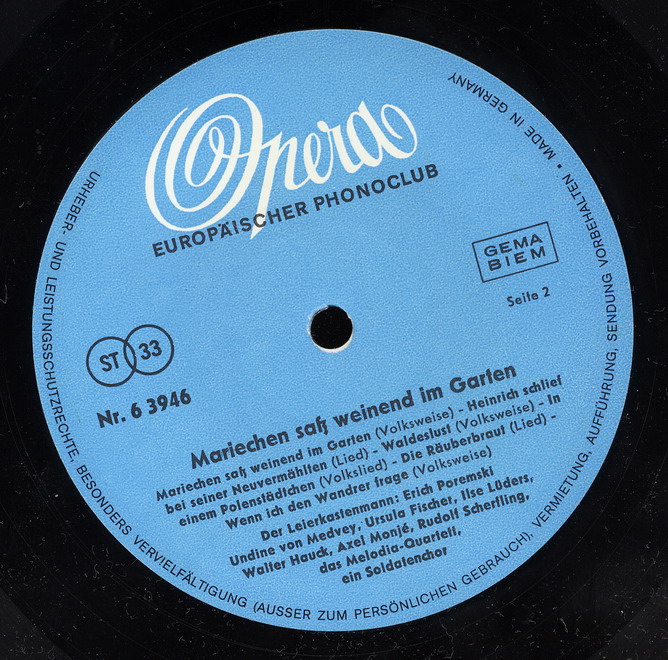 Opera
EUROPÄISCHER PHONOCLUB
GEMA
BIEM
Seite 2
ST 33
Nr. 6 3946
Mariechen saß weinend im Garten
Mariechen saß weinend im Garten (Volksweise) - Heinrich schlief
bei seiner Neuvermählten (Lied) - Waldeslust (Volksweise) - In
einem Polenstädtchen (Volkslied) - Die Räuberbraut (Lied) -
Wenn ich den Wandrer frage (Volksweise)
Der Leierkastenmann: Erich Poremski
Undine von Medvey, Ursula Fischer, Ilse Lüders,
Walter Hauck, Axel Monjé, Rudolf Scherfling,
das Melodia-Quartett,
ein Soldatenchor
URHEBER- UND LEISTUNGSSCHUTZRECHTE, BESONDERS VERVIELFÄLTIGUNG (AUSSER ZUM PERSÖNLICHEN GEBRAUCH), VERMIETUNG, AUFFÜHRUNG, SENDUNG VORBEHALTEN • MADE IN GERMANY